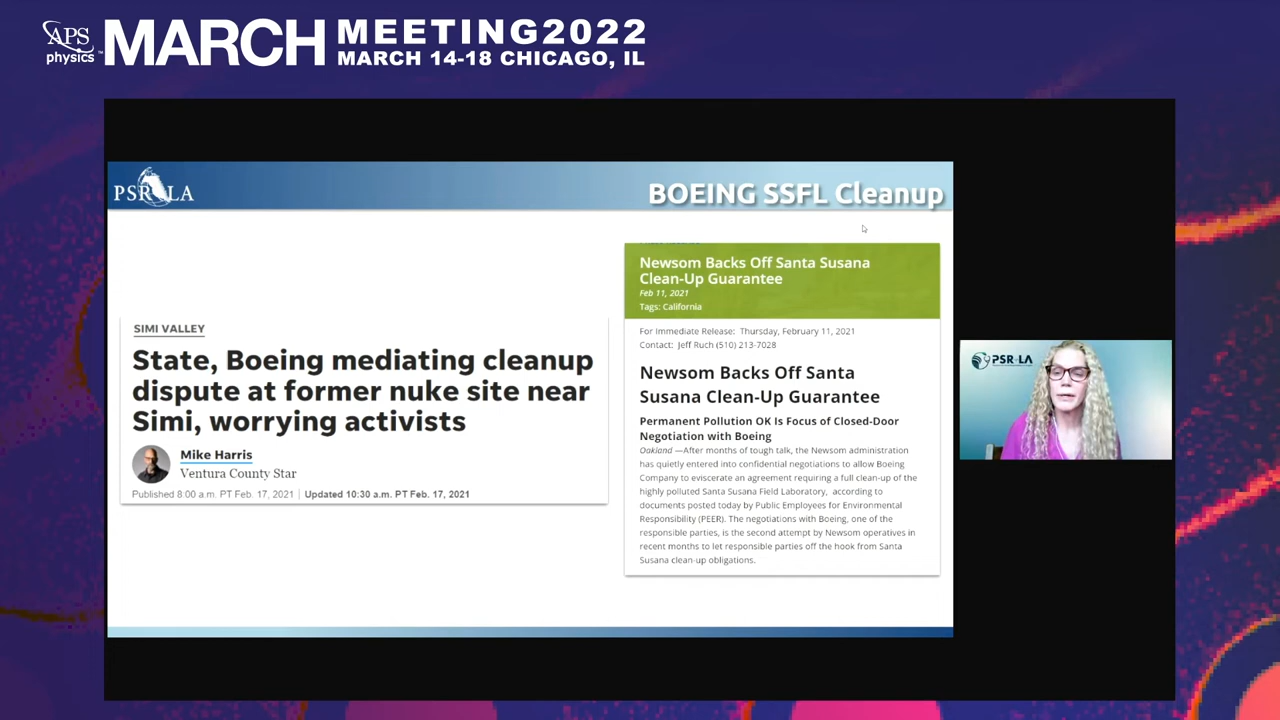 APS
physics
MARCH
MEETING2022
MARCH 14-18 CHICAGO, IL
PSR LA
BOEING SSFL Cleanup
SIMI VALLEY
State, Boeing mediating cleanup
dispute at former nuke site near
Simi, worrying activists
Mike Harris
Ventura County Star
Published 8:00 a.m. PT Feb. 17, 2021 | Updated 10:30 a.m. PT Feb. 17, 2021
Newsom Backs Off Santa Susana
Clean-Up Guarantee
Feb 11, 2021
Tags: California
For Immediate Release: Thursday, February 11, 2021
Contact: Jeff Ruch (510) 213-7028
Newsom Backs Off Santa
Susana Clean-Up Guarantee
Permanent Pollution OK Is Focus of Closed-Door
Negotiation with Boeing
Oakland —After months of tough talk, the Newsom administration
has quietly entered into confidential negotiations to allow Boeing
Company to eviscerate an agreement requiring a full clean-up of the
highly polluted Santa Susana Field Laboratory, according to
documents posted today by Public Employees for Environmental
Responsibility (PEER). The negotiations with Boeing, one of the
responsible parties, is the second attempt by Newsom operatives in
recent months to let responsible parties off the hook from Santa
Susana clean-up obligations.
PSR LA